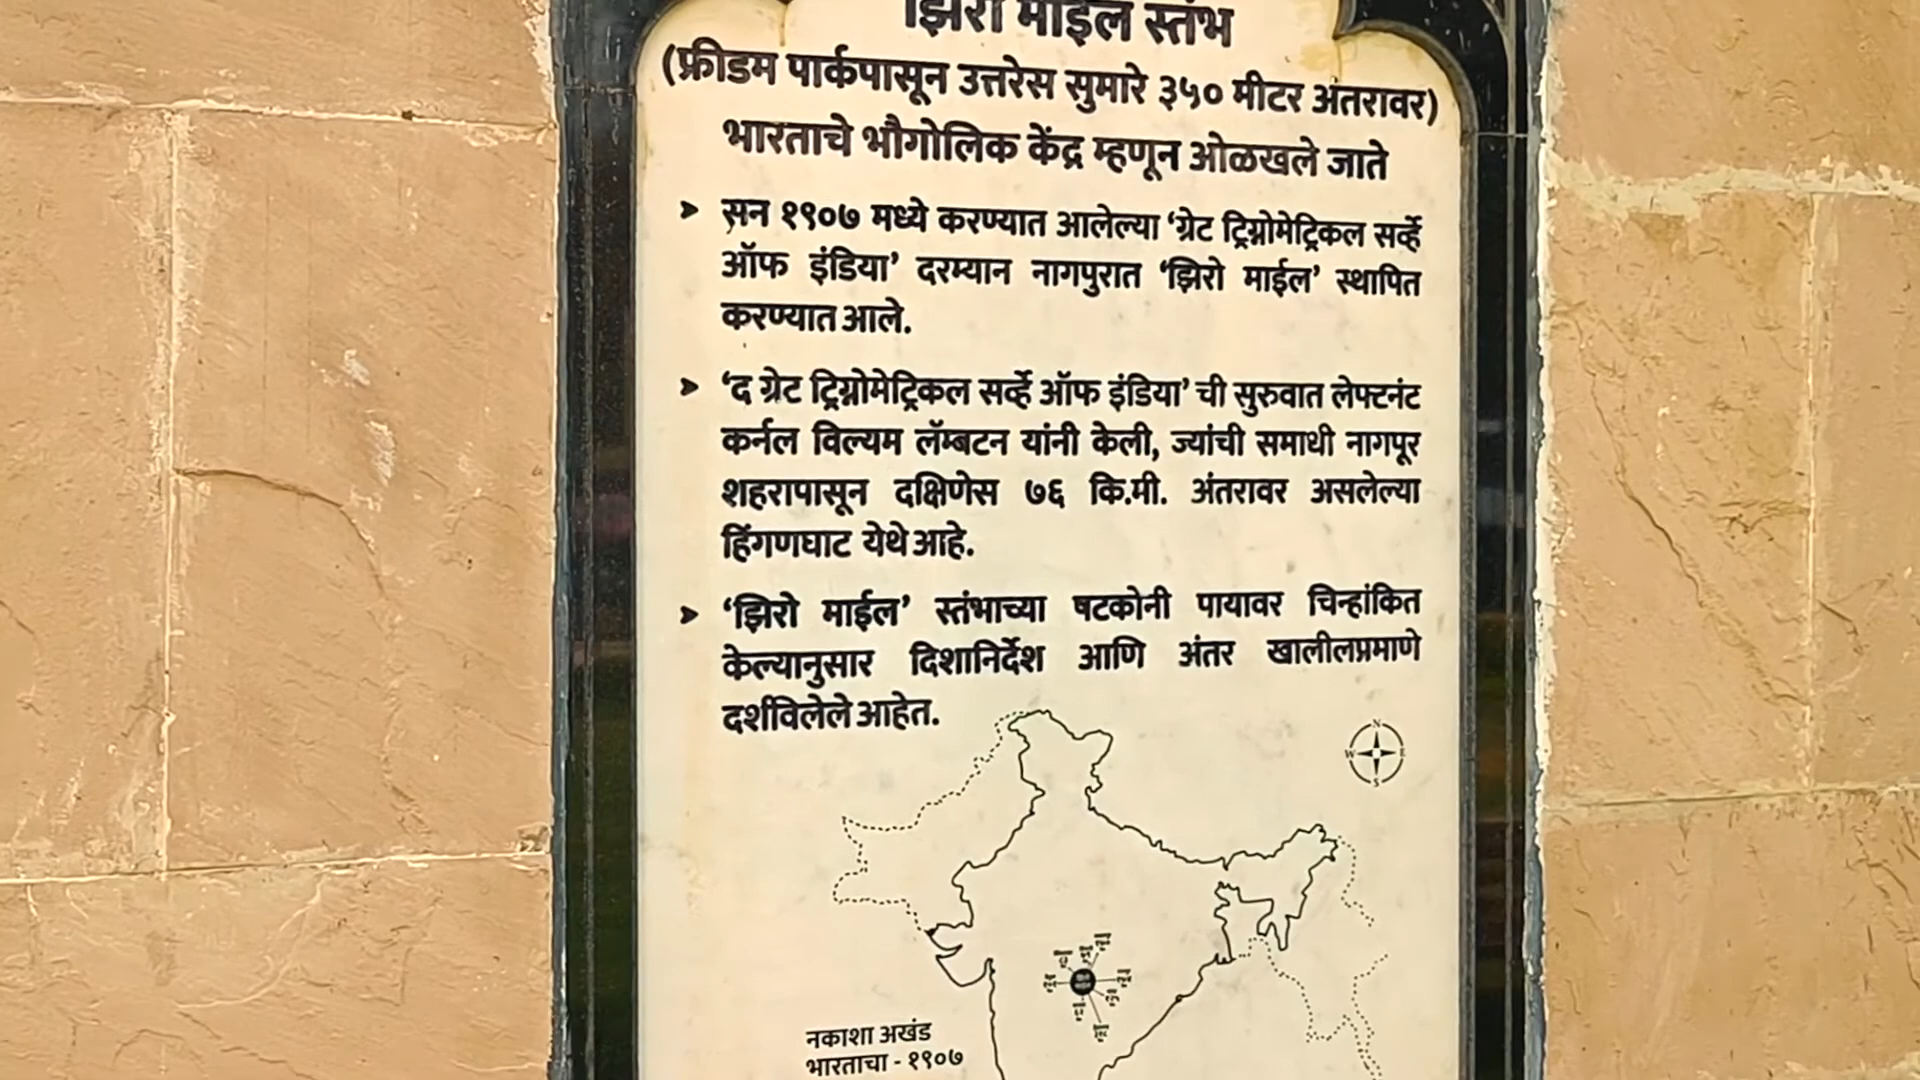 झिरो माईल स्तंभ
(फ्रीडम पार्कपासून उत्तरेस सुमारे ३५० मीटर अंतरावर)
भारताचे भौगोलिक केंद्र म्हणून ओळखले जाते
➤ सन १९०७ मध्ये करण्यात आलेल्या ‘ग्रेट ट्रिग्नोमेट्रिकल सर्व्हे
ऑफ इंडिया’ दरम्यान नागपुरात ‘झिरो माईल’ स्थापित
करण्यात आले.
➤ ‘द ग्रेट ट्रिग्नोमेट्रिकल सर्व्हे ऑफ इंडिया’ ची सुरुवात लेफ्टनंट
कर्नल विल्यम लॅम्बटन यांनी केली, ज्यांची समाधी नागपूर
शहरापासून दक्षिणेस ७६ कि.मी. अंतरावर असलेल्या
हिंगणघाट येथे आहे.
➤ ‘झिरो माईल’ स्तंभाच्या षटकोनी पायावर चिन्हांकित
केल्यानुसार दिशानिर्देश आणि अंतर खालीलप्रमाणे
दर्शविलेले आहेत.
N
W E
S
नकाशा अखंड
भारताचा - १९०७